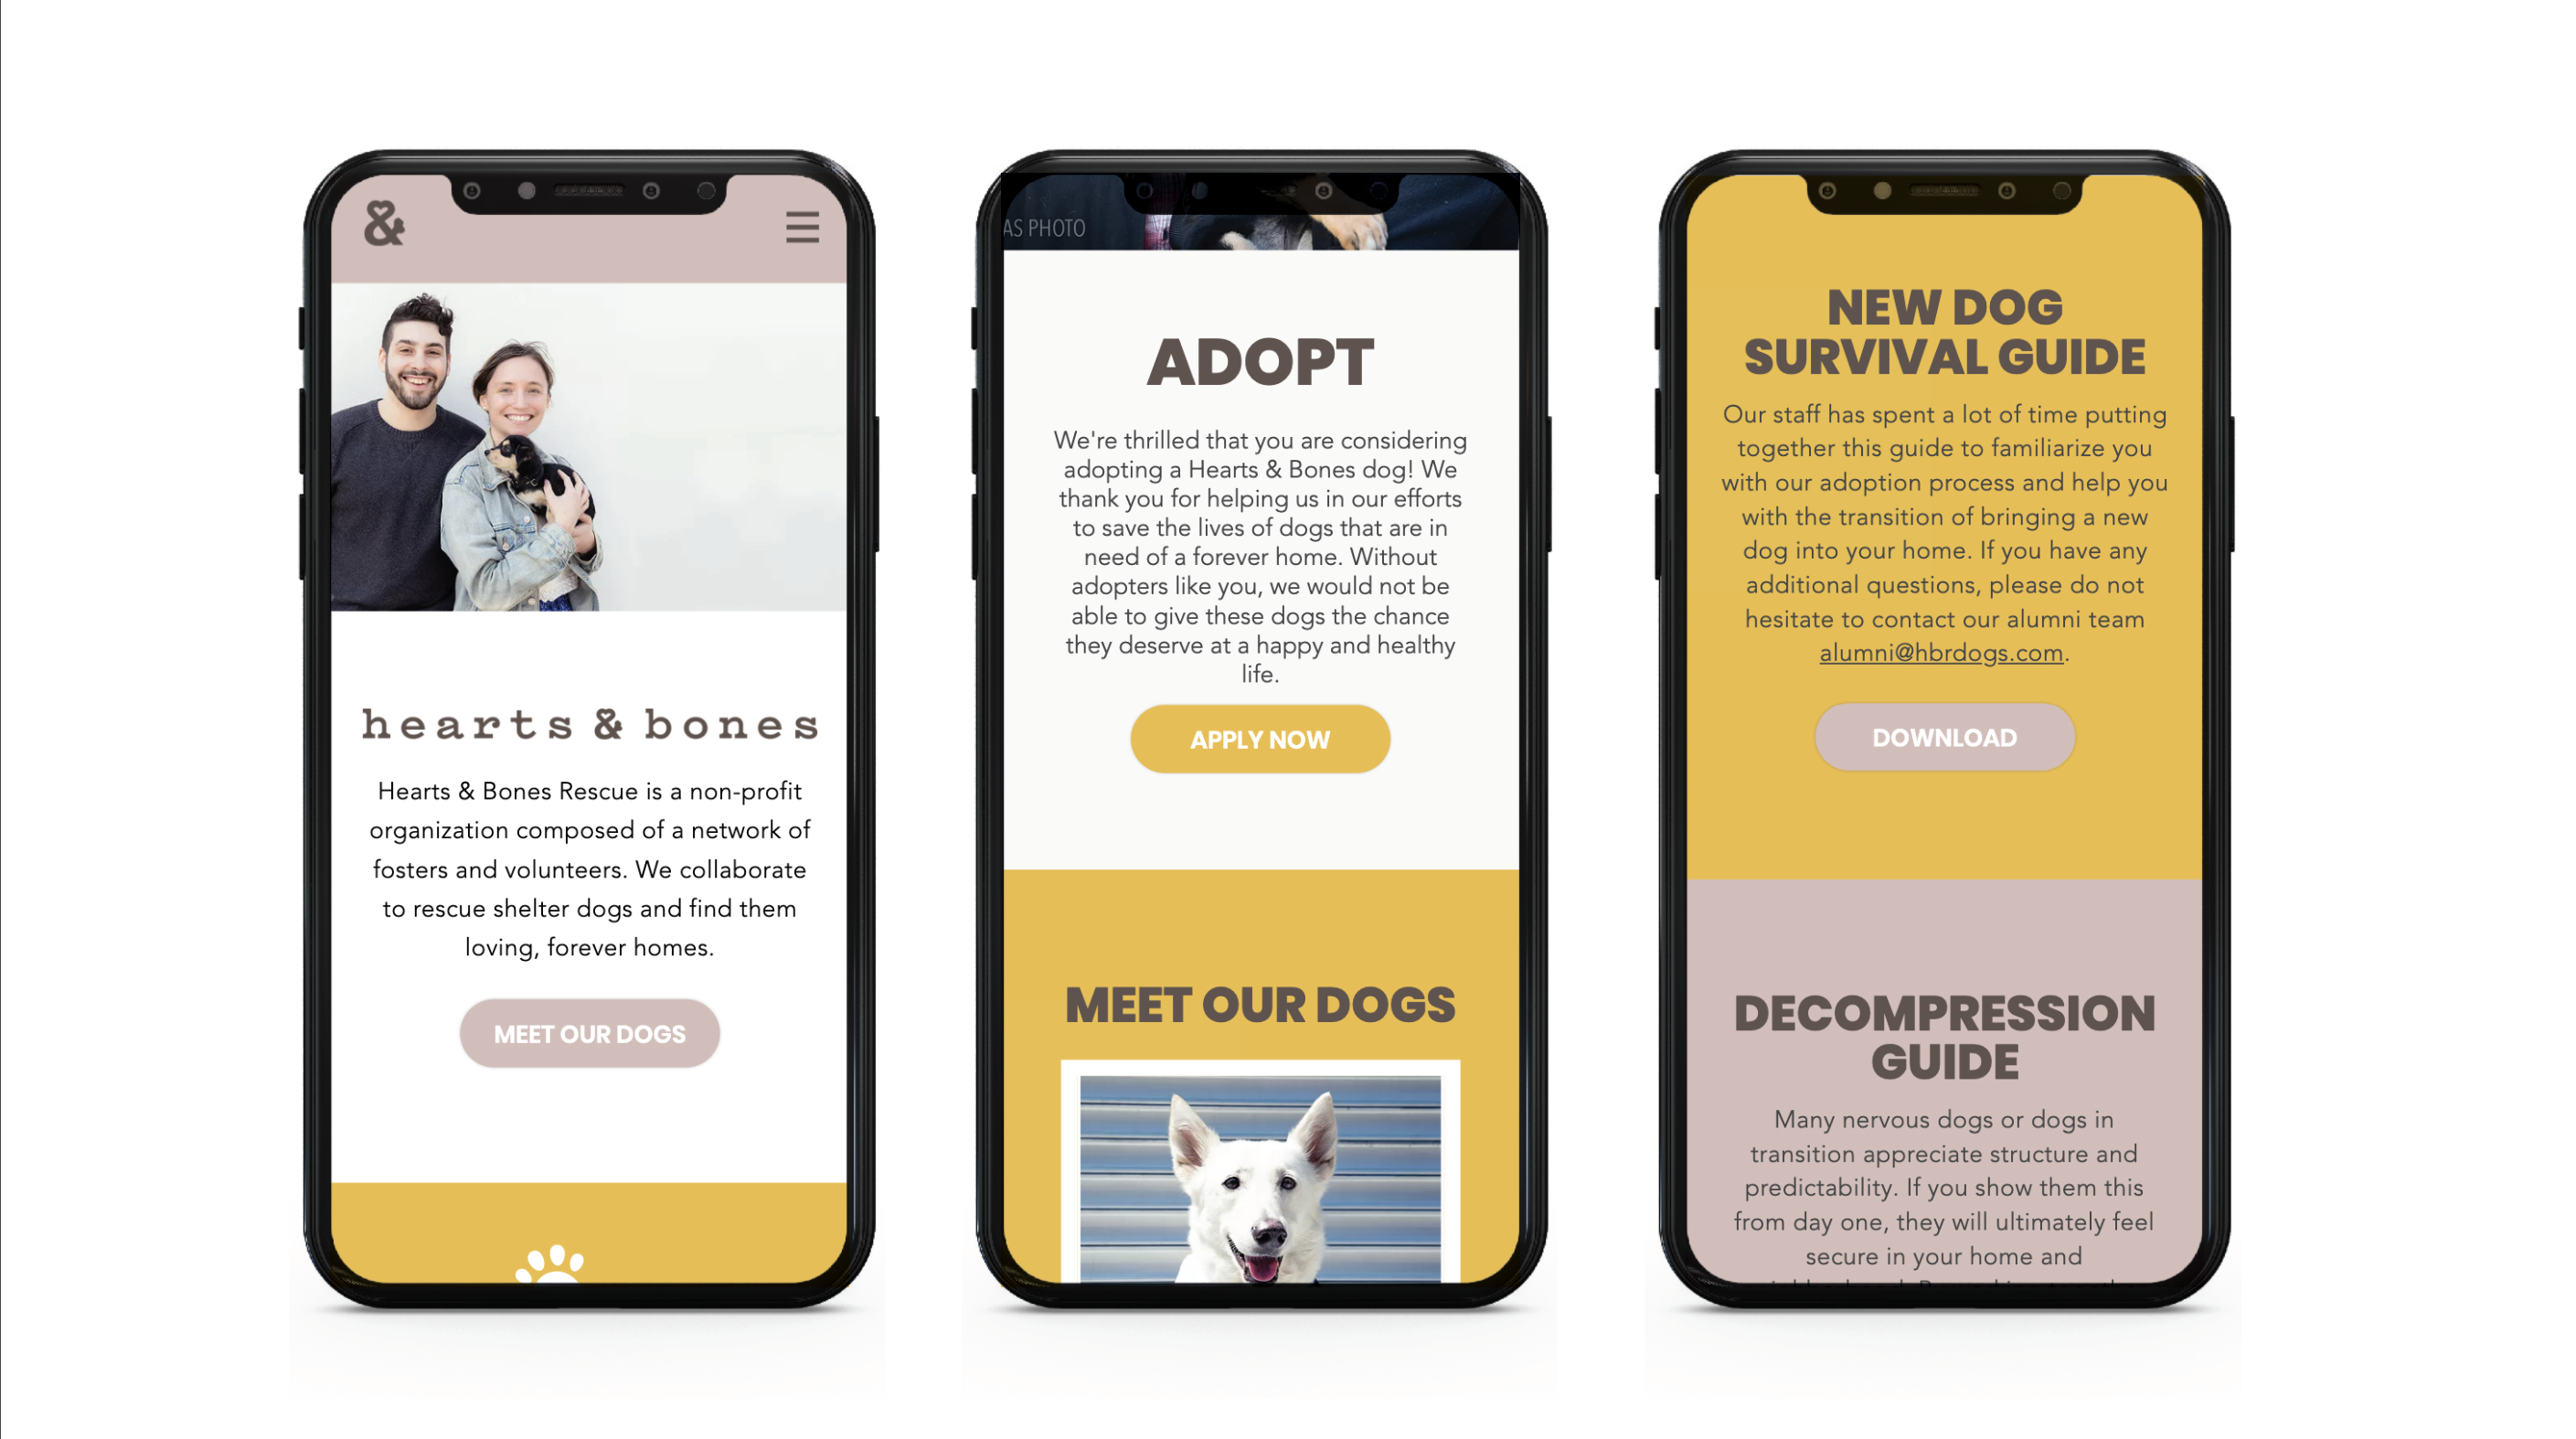 &
hearts & bones
Hearts & Bones Rescue is a non-profit
organization composed of a network of
fosters and volunteers. We collaborate
to rescue shelter dogs and find them
loving, forever homes.
MEET OUR DOGS
AS PHOTO
ADOPT
We're thrilled that you are considering
adopting a Hearts & Bones dog! We
thank you for helping us in our efforts
to save the lives of dogs that are in
need of a forever home. Without
adopters like you, we would not be
able to give these dogs the chance
they deserve at a happy and healthy
life.
APPLY NOW
MEET OUR DOGS
NEW DOG
SURVIVAL GUIDE
Our staff has spent a lot of time putting
together this guide to familiarize you
with our adoption process and help you
with the transition of bringing a new
dog into your home. If you have any
additional questions, please do not
hesitate to contact our alumni team
alumni@hbrdogs.com.
DOWNLOAD
DECOMPRESSION
GUIDE
Many nervous dogs or dogs in
transition appreciate structure and
predictability. If you show them this
from day one, they will ultimately feel
secure in your home and